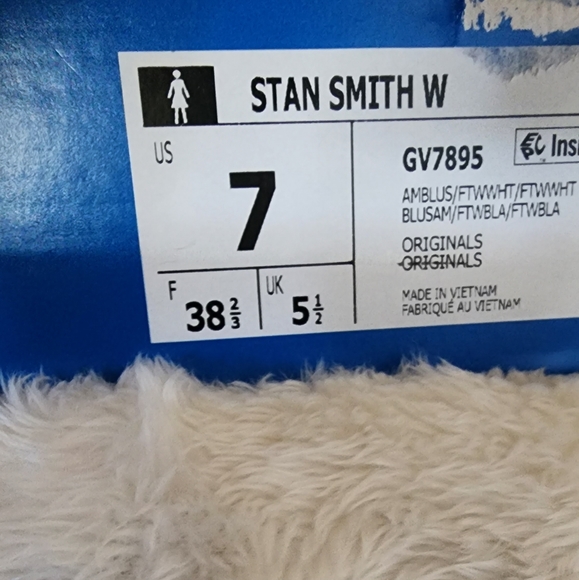 STAN SMITH W
US
7
F
38 2/3
UK
5 1/2
GV7895
AMBLUS/FTWWHT/FTWWHT
BLUSAM/FTWBLA/FTWBLA
ORIGINALS
ORIGINALS
MADE IN VIETNAM
FABRIQUÉ AU VIETNAM